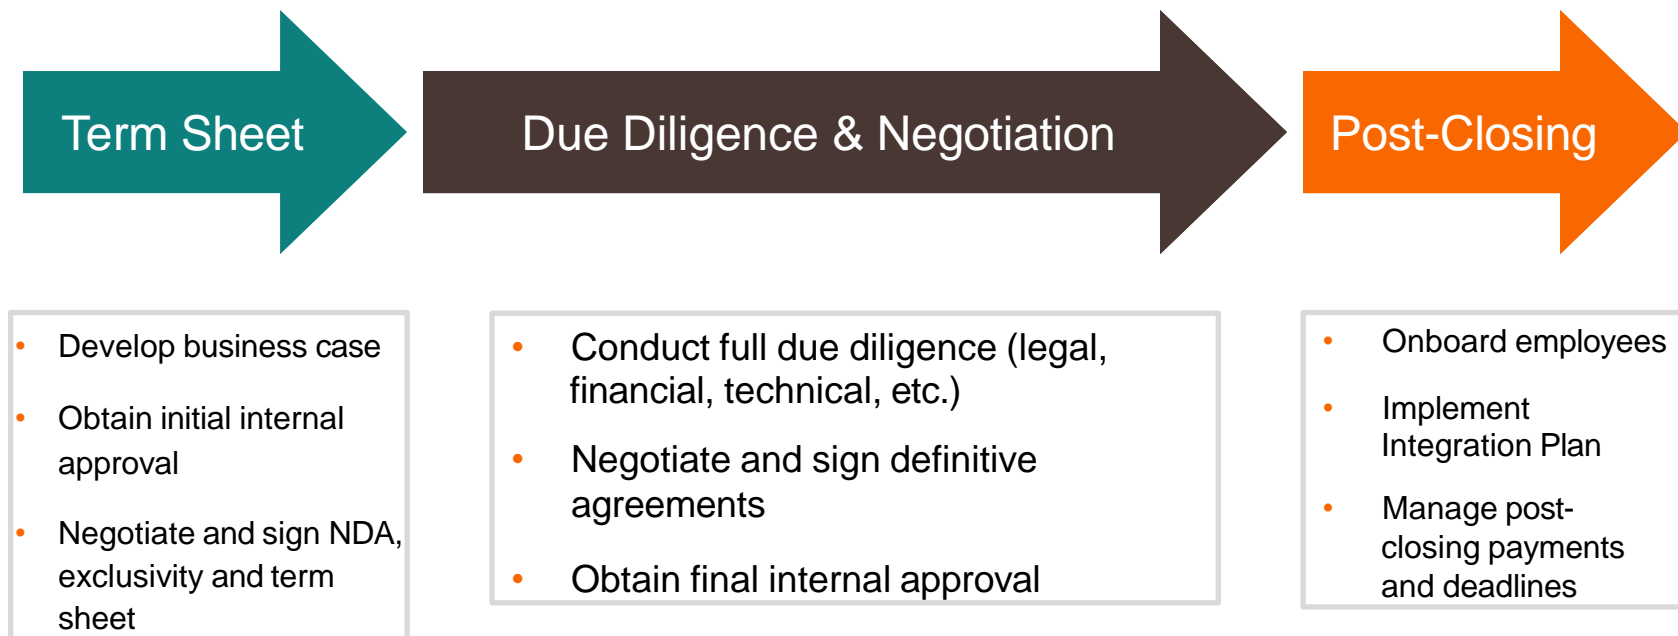 Term Sheet
Due Diligence & Negotiation
Post-Closing
• Develop business case
• Obtain initial internal
approval
• Negotiate and sign NDA,
exclusivity and term
sheet
• Conduct full due diligence (legal,
financial, technical, etc.)
• Negotiate and sign definitive
agreements
• Obtain final internal approval
• Onboard employees
• Implement
Integration Plan
• Manage post-
closing payments
and deadlines